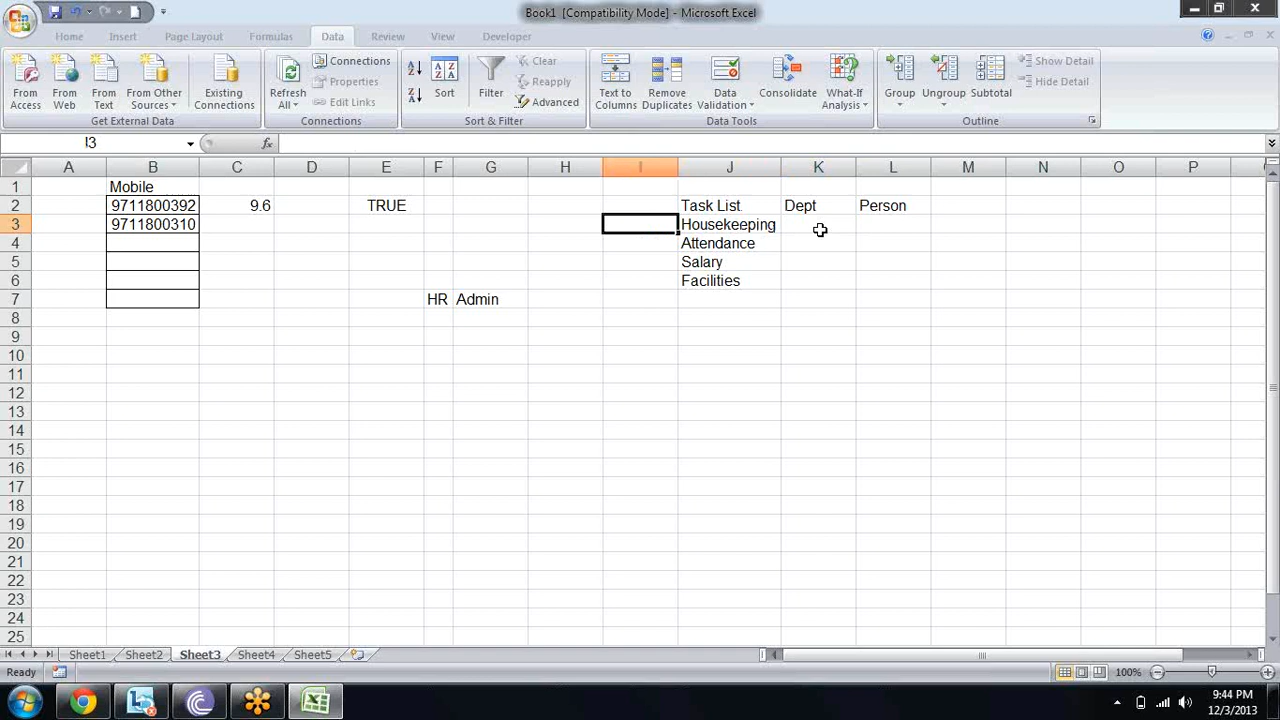 Book1 [Compatibility Mode] - Microsoft Excel
Home Insert Page Layout Formulas Data Review View Developer
From Access
From Web
From Text
From Other Sources
Existing Connections
Get External Data
Refresh All
Connections
Properties
Edit Links
Connections
Sort
Filter
Clear
Reapply
Advanced
Sort & Filter
Text to Columns
Remove Duplicates
Data Validation
Consolidate
What-If Analysis
Data Tools
Group
Ungroup
Subtotal
Show Detail
Hide Detail
Outline
I3 fx
A B C D E F G H I J K L M N O P
1 Mobile
2 9711800392 9.6 TRUE Task List Dept Person
3 9711800310 Housekeeping
4 Attendance
5 Salary
6 Facilities
7 HR Admin
8
9
10
11
12
13
14
15
16
17
18
19
20
21
22
23
24
25
Sheet1 Sheet2 Sheet3 Sheet4 Sheet5
Ready 100%
9:44 PM
12/3/2013